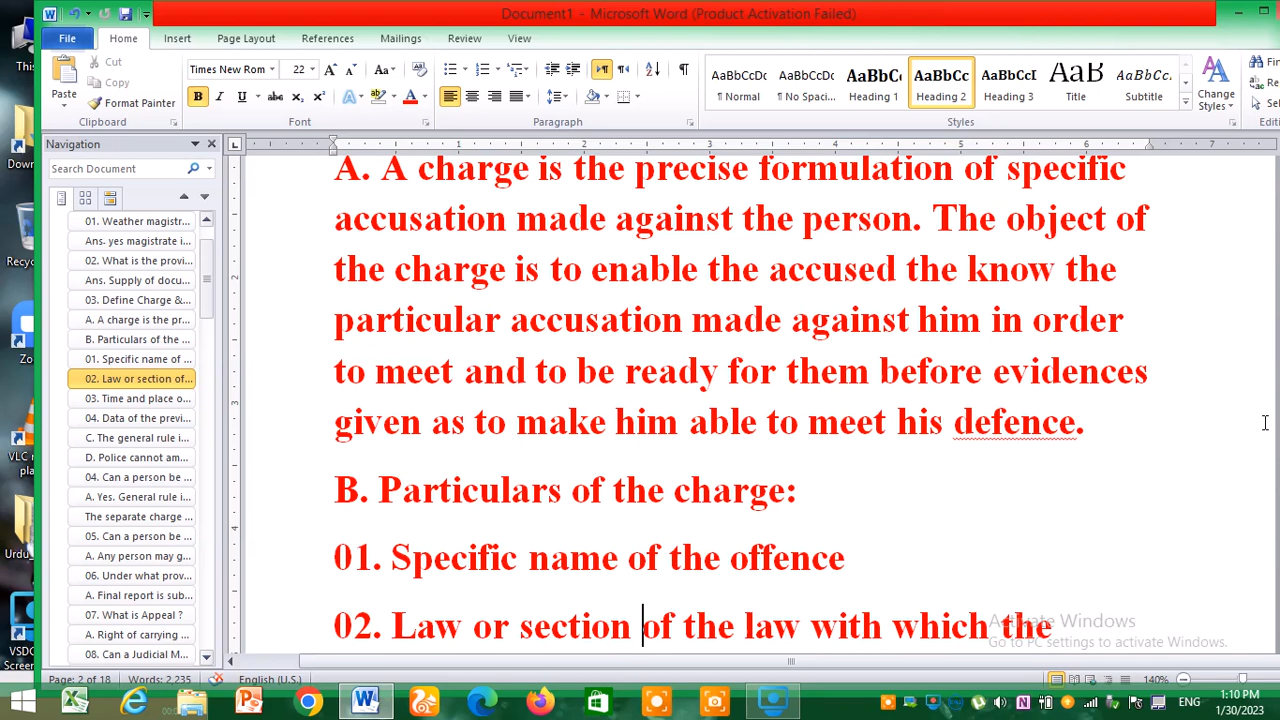 Document1 - Microsoft Word (Product Activation Failed)
File Home Insert Page Layout References Mailings Review View
Cut
Copy
Format Painter
Paste
Clipboard
Times New Rom 22
Font
Paragraph
AaBbCcDc AaBbCcDc AaBbCc AaBbCc AaBbCcI AaB AaBbCc.
¶ Normal ¶ No Spaci... Heading 1 Heading 2 Heading 3 Title Subtitle
Change Styles
Styles
Navigation
Search Document
01. Weather magistr...
Ans. yes magistrate i...
02. What is the provi...
Ans. Supply of docu...
03. Define Charge &...
A. A charge is the pr...
B. Particulars of the ...
01. Specific name of ...
02. Law or section of...
03. Time and place o...
04. Data of the previ...
C. The general rule i...
D. Police cannot am...
04. Can a person be ...
A. Yes. General rule i...
The separate charge ...
05. Can a person be ...
A. Any person may g...
06. Under what prov...
A. Final report is sub...
07. What is Appeal ?
A. Right of carrying ...
08. Can a Judicial M...
A. A charge is the precise formulation of specific
accusation made against the person. The object of
the charge is to enable the accused the know the
particular accusation made against him in order
to meet and to be ready for them before evidences
given as to make him able to meet his defence.
B. Particulars of the charge:
01. Specific name of the offence
02. Law or section of the law with which the
Activate Windows
Go to PC settings to activate Windows.
Page: 2 of 18 Words: 2,235 English (U.S.) 140%
ENG
1:10 PM
1/30/2023